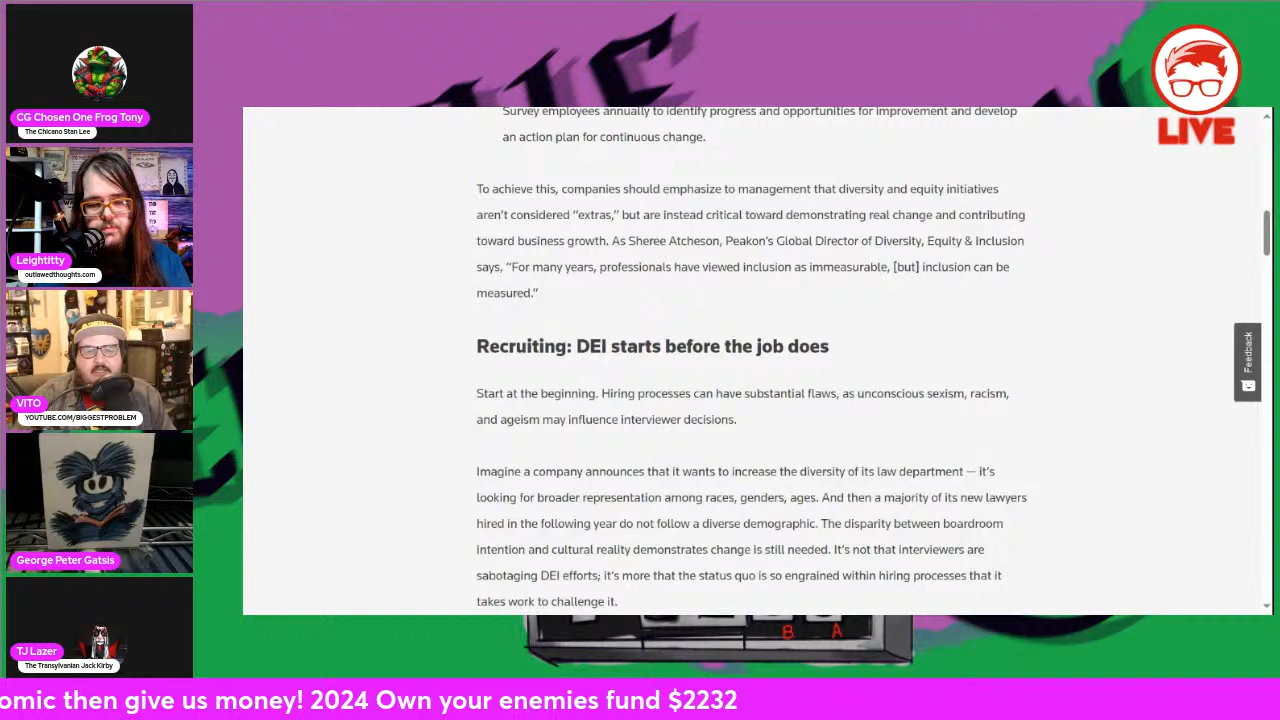 CG Chosen One Frog Tony
The Chicano Stan Lee
Leightitty
outlawedthoughts.com
VITO
YOUTUBE.COM/BIGGESTPROBLEM
George Peter Gatsis
TJ Lazer
The Transylvanian Jack Kirby
LIVE
Survey employees annually to identify progress and opportunities for improvement and develop
an action plan for continuous change.
To achieve this, companies should emphasize to management that diversity and equity initiatives
aren’t considered “extras,” but are instead critical toward demonstrating real change and contributing
toward business growth. As Sheree Atcheson, Peakon’s Global Director of Diversity, Equity & Inclusion
says, “For many years, professionals have viewed inclusion as immeasurable, [but] inclusion can be
measured.”
Recruiting: DEI starts before the job does
Start at the beginning. Hiring processes can have substantial flaws, as unconscious sexism, racism,
and ageism may influence interviewer decisions.
Imagine a company announces that it wants to increase the diversity of its law department — it’s
looking for broader representation among races, genders, ages. And then a majority of its new lawyers
hired in the following year do not follow a diverse demographic. The disparity between boardroom
intention and cultural reality demonstrates change is still needed. It’s not that interviewers are
sabotaging DEI efforts; it’s more that the status quo is so engrained within hiring processes that it
takes work to challenge it.
Feedback
B A
omic then give us money! 2024 Own your enemies fund $2232